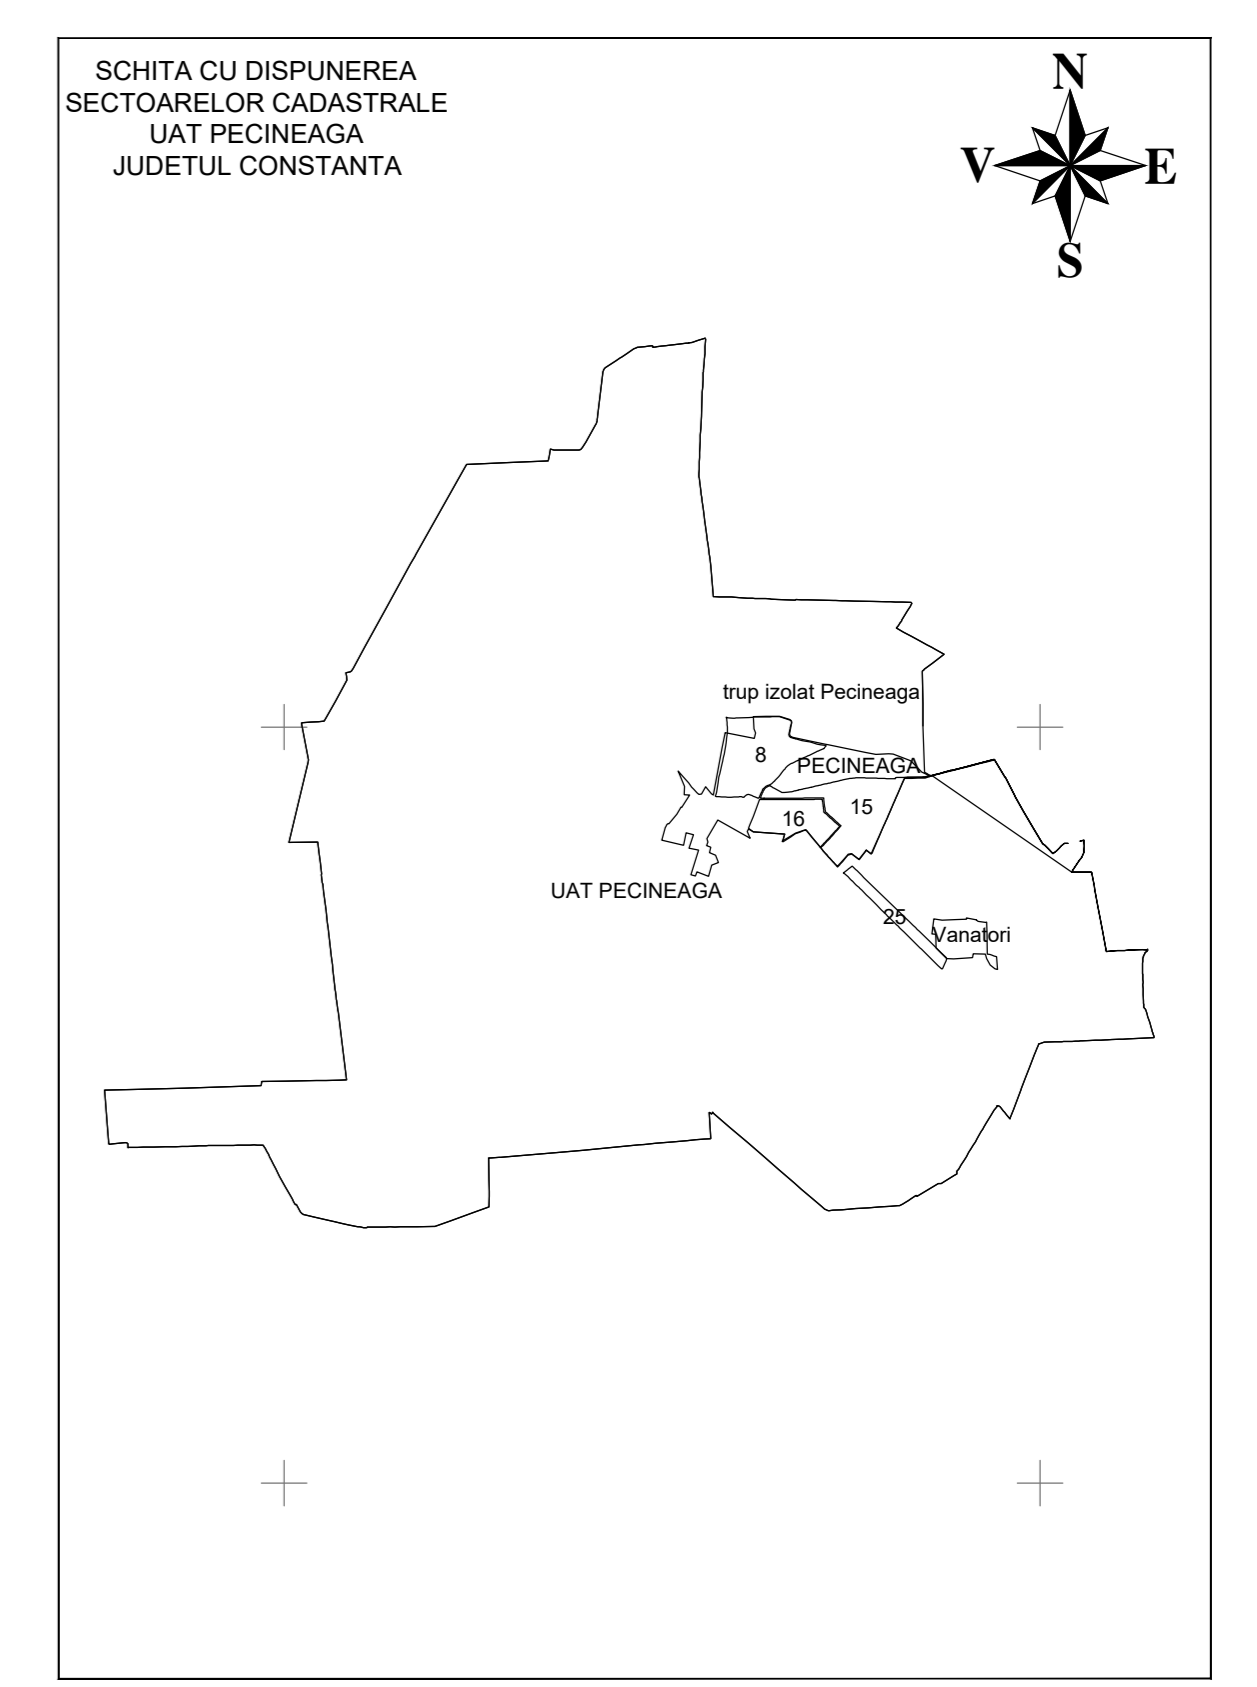 SCHITA CU DISPUNEREA
SECTOARELOR CADASTRALE
UAT PECINEAGA
JUDETUL CONSTANTA
N
V
E
S
trup izolat Pecineaga
8
PECINEAGA
15
16
UAT PECINEAGA
25
Vanatori